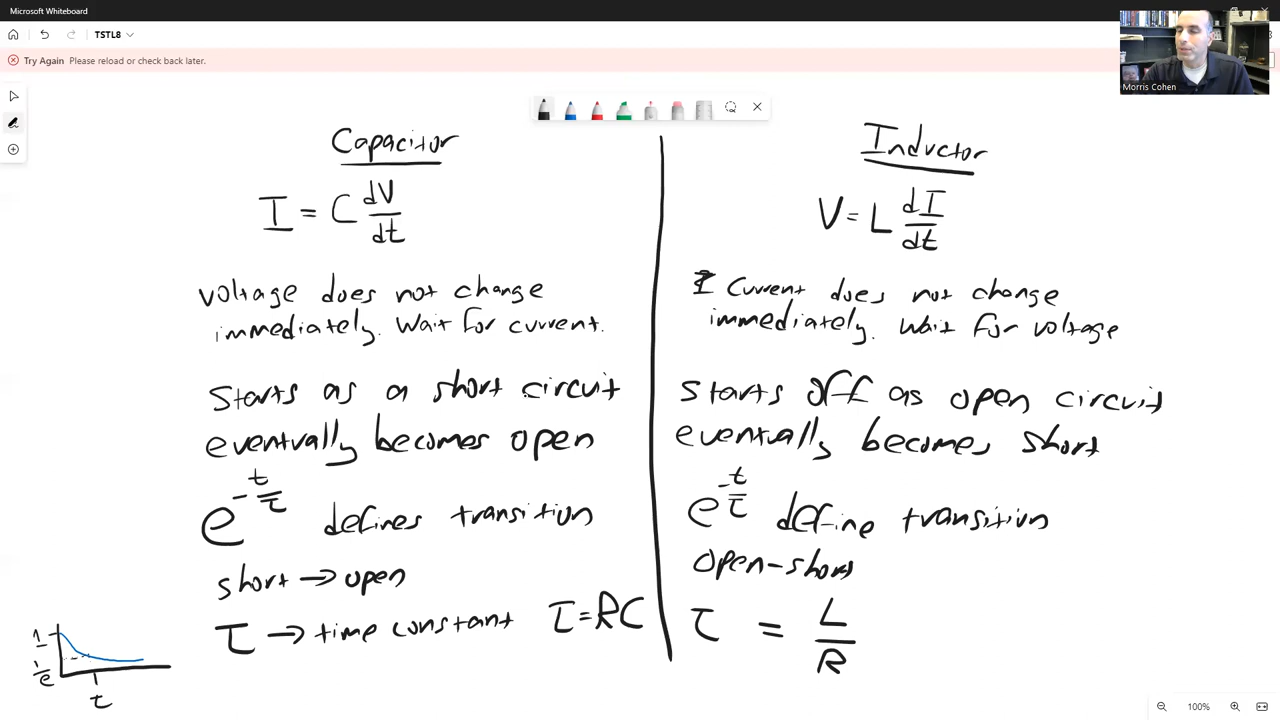 Microsoft Whiteboard
TSTL8
Try Again Please reload or check back later.
Morris Cohen
Capacitor
I = C dV/dt
Voltage does not change
immediately. Wait for current.
Starts as a short circuit
eventually becomes open
e^-t/τ defines transition
short → open
τ → time constant τ = RC
1
1/e
τ
Inductor
V = L dI/dt
Current does not change
immediately. Wait for voltage
Starts off as open circuit
eventually becomes short
e^-t/τ define transition
open-short
τ = L/R
100%